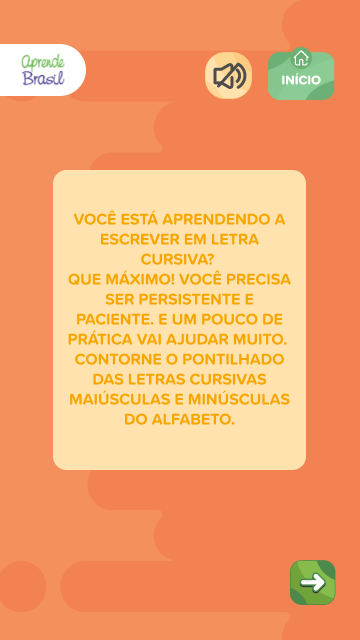 Aprende
Brasil
INÍCIO
VOCÊ ESTÁ APRENDENDO A
ESCREVER EM LETRA
CURSIVA?
QUE MÁXIMO! VOCÊ PRECISA
SER PERSISTENTE E
PACIENTE. E UM POUCO DE
PRÁTICA VAI AJUDAR MUITO.
CONTORNE O PONTILHADO
DAS LETRAS CURSIVAS
MAIÚSCULAS E MINÚSCULAS
DO ALFABETO.